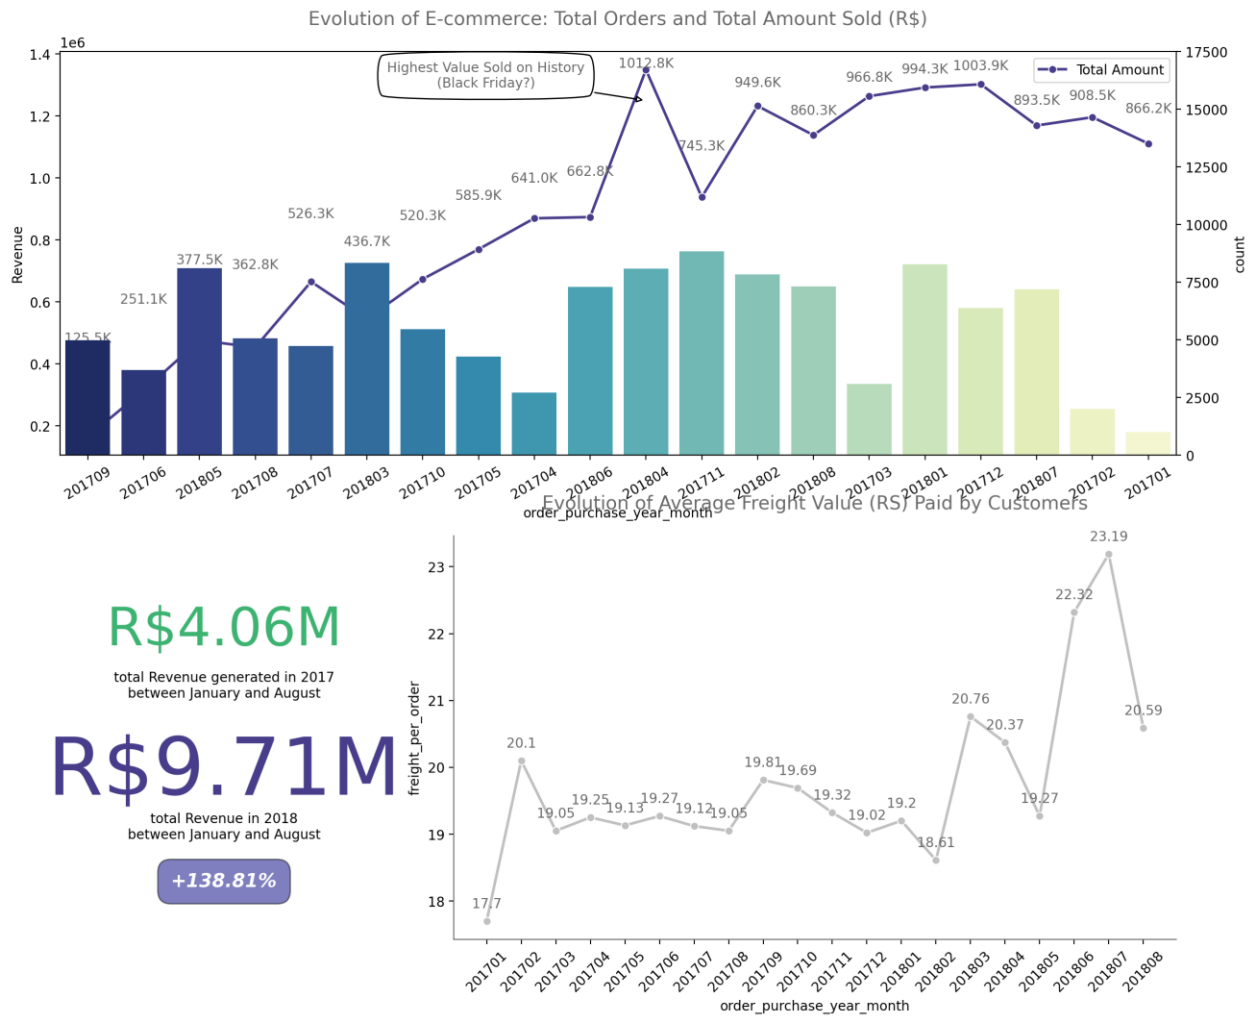 Evolution of E-commerce: Total Orders and Total Amount Sold (R$)
1e6
1.4
1.2
1.0
0.8
0.6
0.4
0.2
Revenue
17500
15000
12500
10000
7500
5000
2500
0
count
Highest Value Sold on History
(Black Friday?)
Total Amount
125.5K
251.1K
377.5K
362.8K
526.3K
436.7K
520.3K
585.9K
641.0K
662.8K
1012.8K
745.3K
949.6K
860.3K
966.8K
994.3K
1003.9K
893.5K
908.5K
866.2K
201709
201706
201805
201708
201707
201803
201710
201705
201704
201806
201804
201711
201802
201808
201703
201801
201712
201807
201702
201701
order_purchase_year_month
R$4.06M
total Revenue generated in 2017
between January and August
R$9.71M
total Revenue in 2018
between January and August
+138.81%
Evolution of Average Freight Value (RS) Paid by Customers
23
22
21
20
19
18
freight_per_order
17.7
20.1
19.05
19.25
19.13
19.27
19.12
19.05
19.81
19.69
19.32
19.02
19.2
18.61
20.76
20.37
19.27
22.32
23.19
20.59
201701
201702
201703
201704
201705
201706
201707
201708
201709
201710
201711
201712
201801
201802
201803
201804
201805
201806
201807
201808
order_purchase_year_month